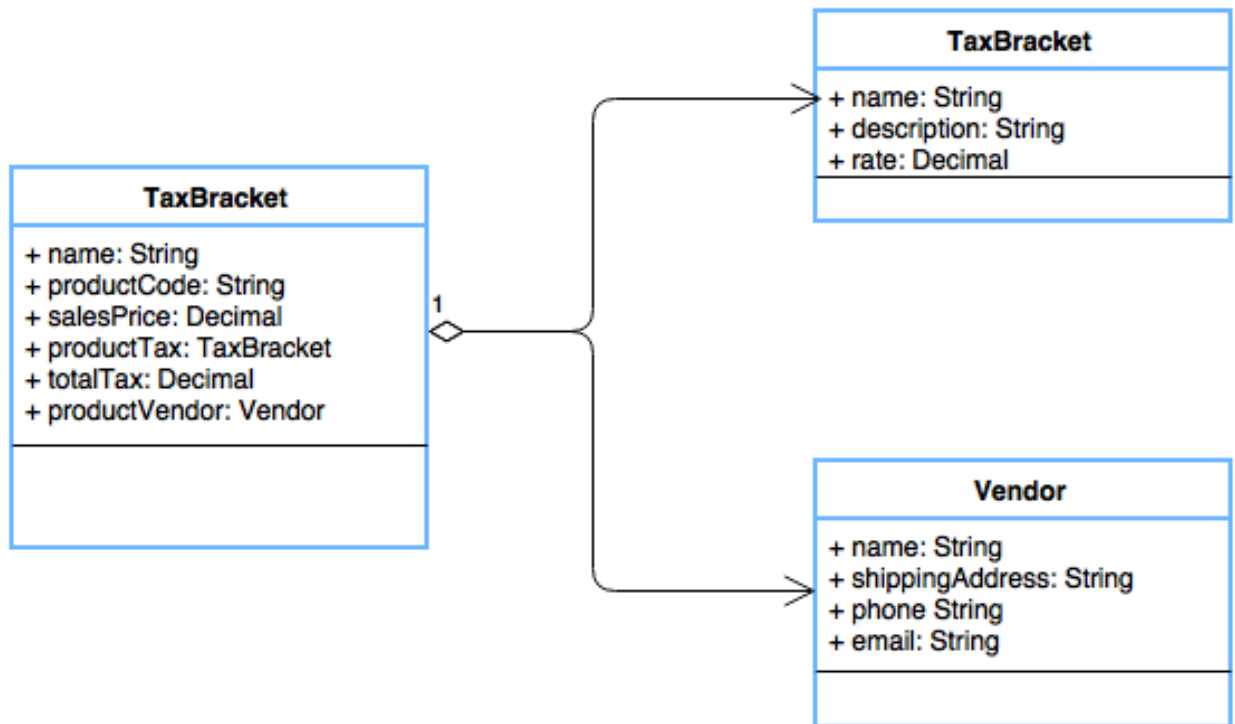 TaxBracket
+ name: String
+ productCode: String
+ salesPrice: Decimal
+ productTax: TaxBracket
+ totalTax: Decimal
+ productVendor: Vendor
1
TaxBracket
+ name: String
+ description: String
+ rate: Decimal
Vendor
+ name: String
+ shippingAddress: String
+ phone String
+ email: String